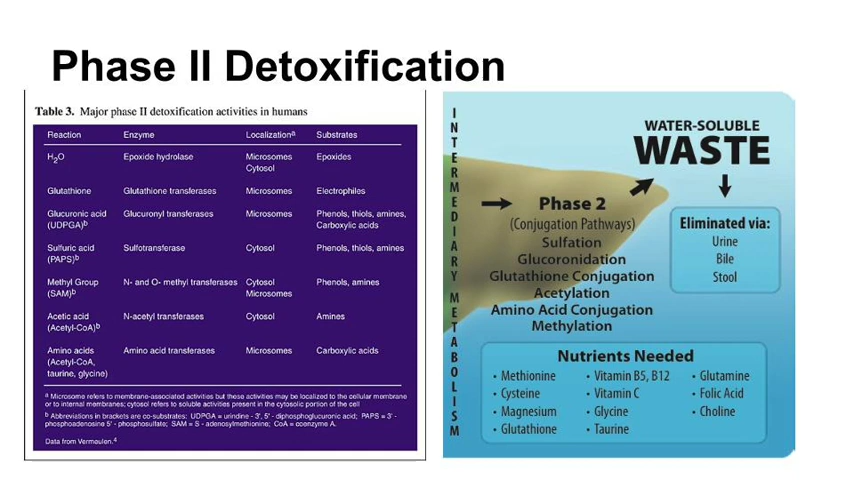 Phase II Detoxification
Table 3. Major phase II detoxification activities in humans
Reaction Enzyme Localizationᵃ Substrates
H₂O Epoxide hydrolase Microsomes Epoxides
Cytosol
Glutathione Glutathione transferases Microsomes Electrophiles
Glucuronic acid Glucuronyl transferases Microsomes Phenols, thiols, amines,
(UDPGA)ᵇ Carboxylic acids
Sulfuric acid Sulfotransferase Cytosol Phenols, thiols, amines
(PAPS)ᵇ
Methyl Group N- and O- methyl transferases Cytosol Phenols, amines
(SAM)ᵇ Microsomes
Acetic acid N-acetyl transferases Cytosol Amines
(Acetyl-CoA)ᵇ
Amino acids Amino acid transferases Microsomes Carboxylic acids
(Acetyl-CoA,
taurine, glycine)
ᵃ Microsome refers to membrane-associated activities but these activities may be localized to the cellular membrane
or to internal membranes; cytosol refers to soluble activities present in the cytosolic portion of the cell
ᵇ Abbreviations in brackets are co-substrates: UDPGA = urindine - 3', 5' - diphosphoglucuronic acid; PAPS = 3' -
phosphoadenosine 5' - phosphosulfate; SAM = S - adenosylmethionine; CoA = coenzyme A.
Data from Vermeulen.⁴
INTERMEDIARY METABOLISM
WATER-SOLUBLE
WASTE
Phase 2
(Conjugation Pathways)
Sulfation
Glucoronidation
Glutathione Conjugation
Acetylation
Amino Acid Conjugation
Methylation
Eliminated via:
Urine
Bile
Stool
Nutrients Needed
• Methionine • Vitamin B5, B12 • Glutamine
• Cysteine • Vitamin C • Folic Acid
• Magnesium • Glycine • Choline
• Glutathione • Taurine